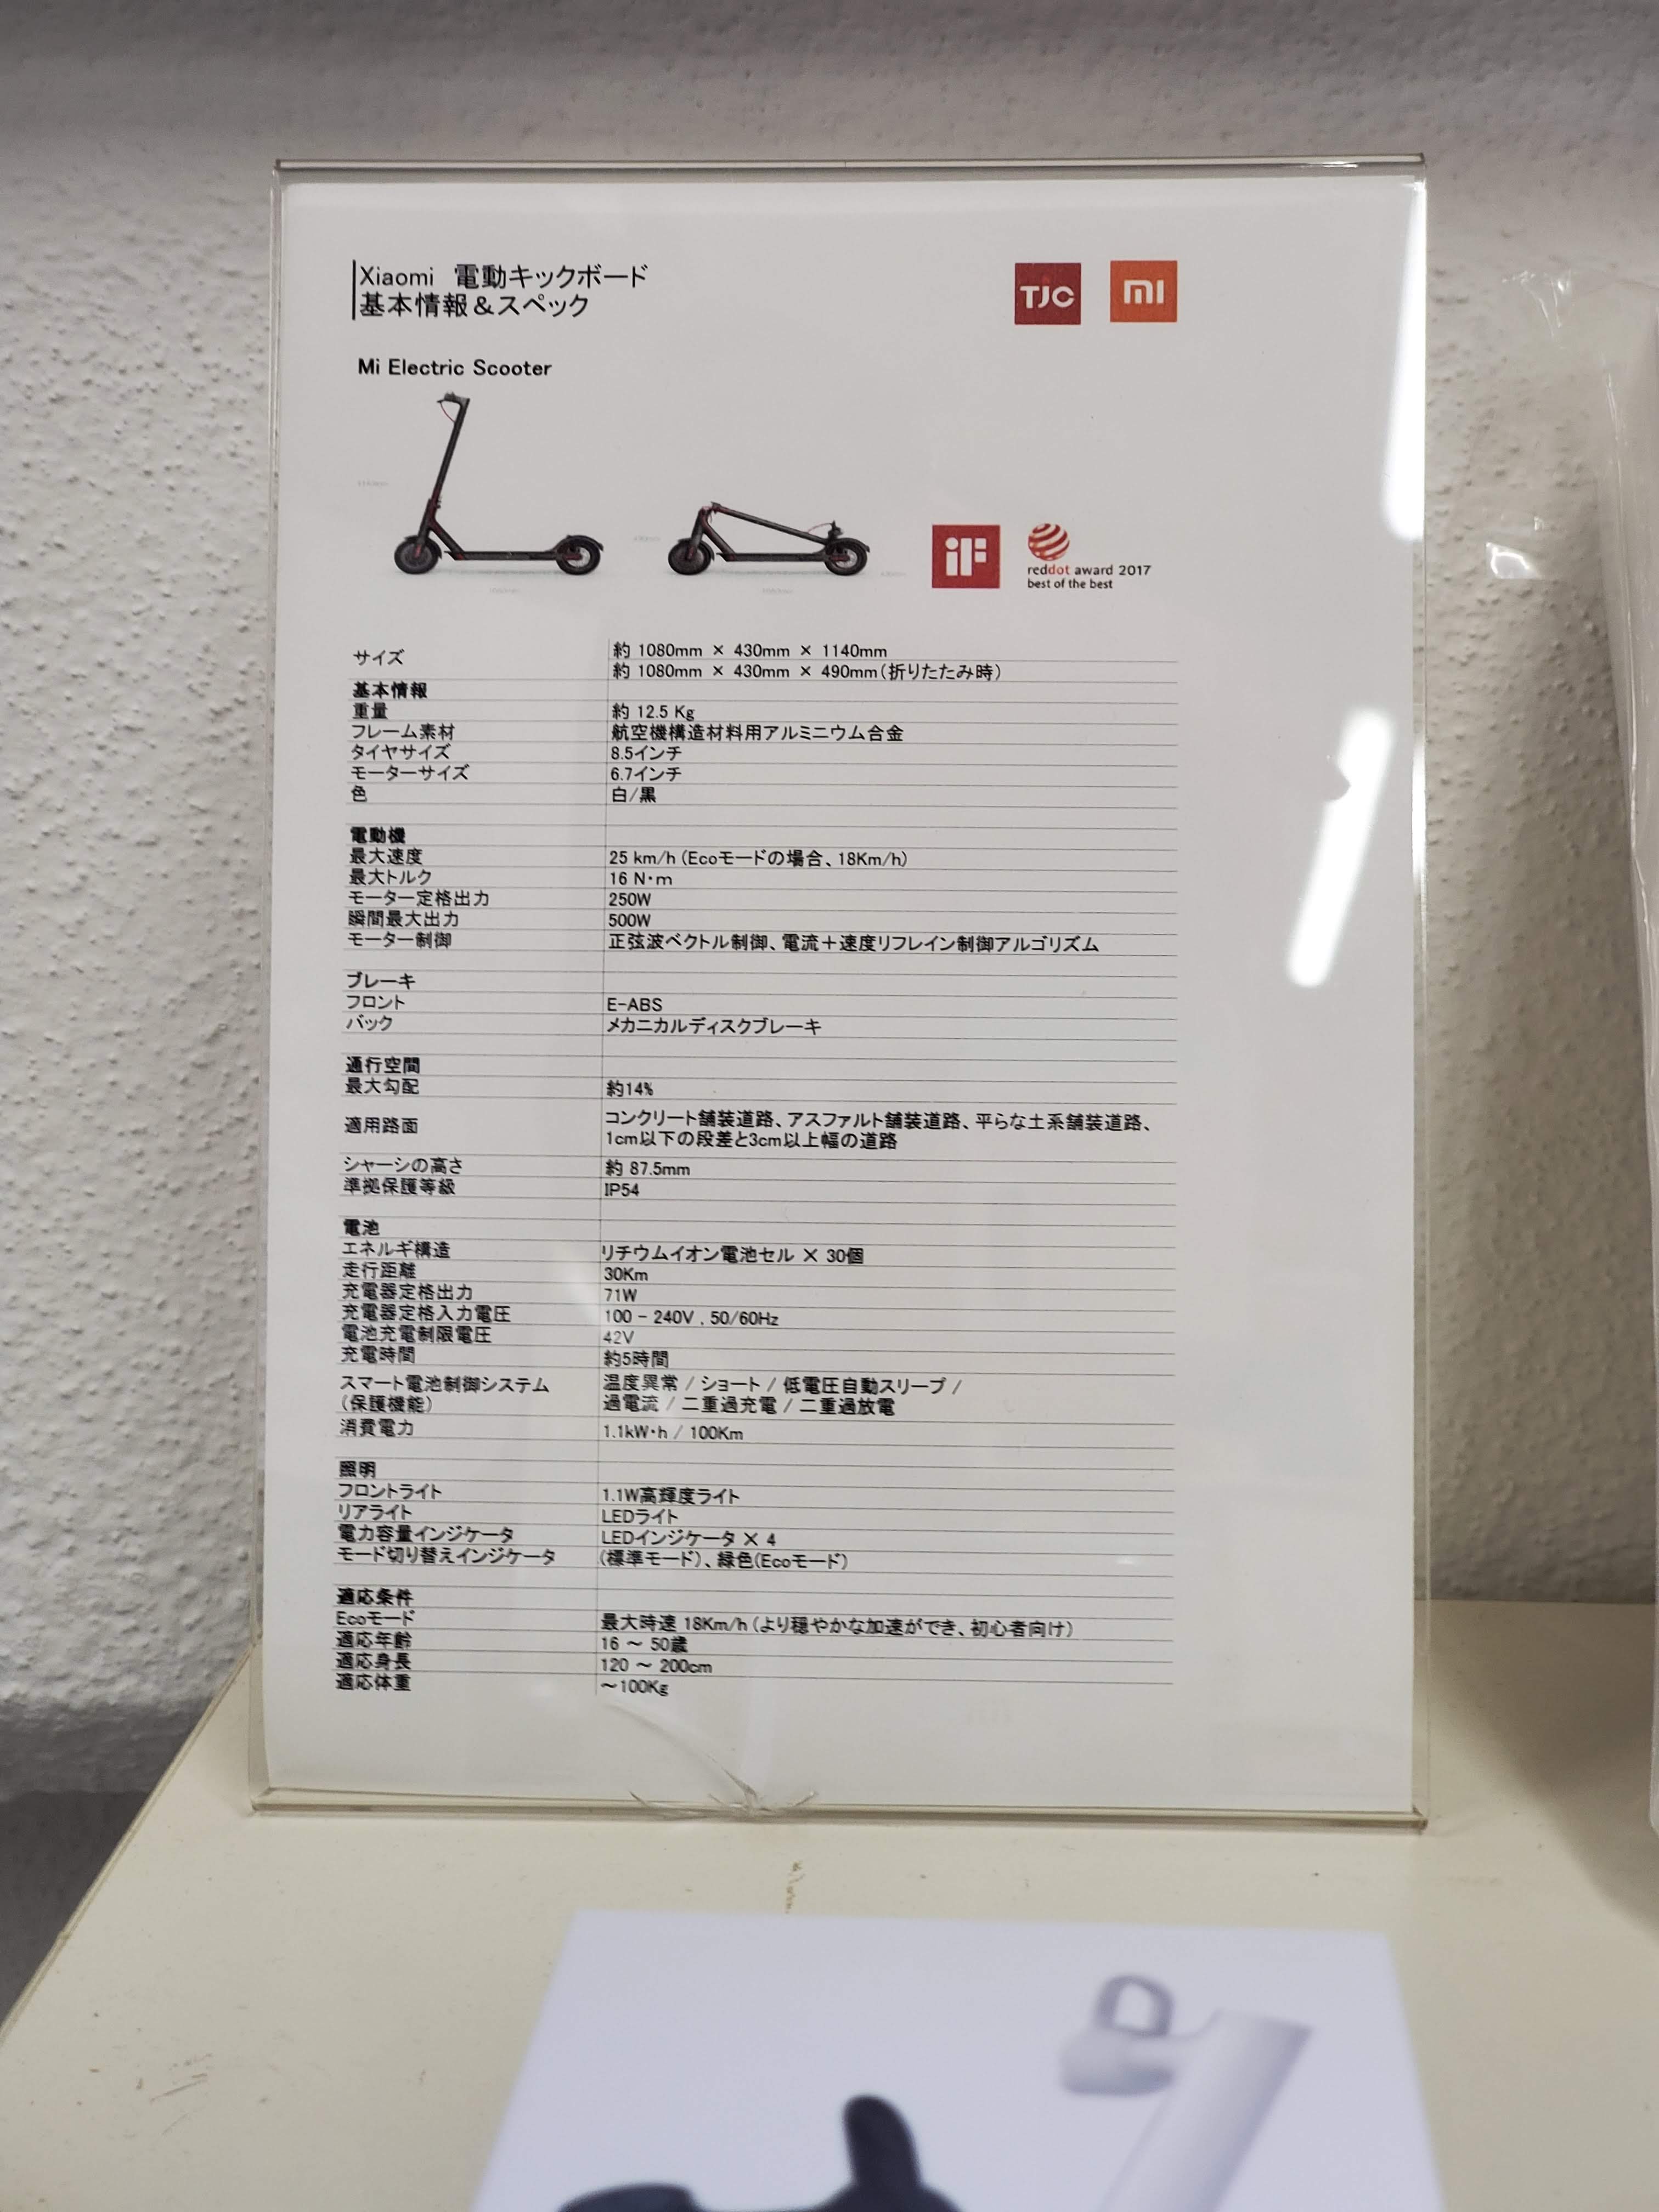 Xiaomi 電動キックボード
基本情報＆スペック
TJC
mi
Mi Electric Scooter
iF
reddot award 2017
best of the best
サイズ 約 1080mm × 430mm × 1140mm
約 1080mm × 430mm × 490mm（折りたたみ時）
基本情報
重量 約 12.5 Kg
フレーム素材 航空機構造材料用アルミニウム合金
タイヤサイズ 8.5インチ
モーターサイズ 6.7インチ
色 白/黒
電動機
最大速度 25 km/h (Ecoモードの場合、18Km/h)
最大トルク 16 N・m
モーター定格出力 250W
瞬間最大出力 500W
モーター制御 正弦波ベクトル制御、電流＋速度リフレイン制御アルゴリズム
ブレーキ
フロント E-ABS
バック メカニカルディスクブレーキ
通行空間
最大勾配 約14%
適用路面 コンクリート舗装道路、アスファルト舗装道路、平らな土系舗装道路、
1cm以下の段差と3cm以上幅の道路
シャーシの高さ 約 87.5mm
準拠保護等級 IP54
電池
エネルギ構造 リチウムイオン電池セル × 30個
走行距離 30Km
充電器定格出力 71W
充電器定格入力電圧 100 - 240V , 50/60Hz
電池充電制限電圧 42V
充電時間 約5時間
スマート電池制御システム 温度異常 / ショート / 低電圧自動スリープ /
（保護機能） 過電流 / 二重過充電 / 二重過放電
消費電力 1.1kW・h / 100Km
照明
フロントライト 1.1W高輝度ライト
リアライト LEDライト
電力容量インジケータ LEDインジケータ × 4
モード切り替えインジケータ (標準モード)、緑色(Ecoモード)
適応条件
Ecoモード 最大時速 18Km/h（より穏やかな加速ができ、初心者向け）
適応年齢 16 ～ 50歳
適応身長 120 ～ 200cm
適応体重 ～100Kg